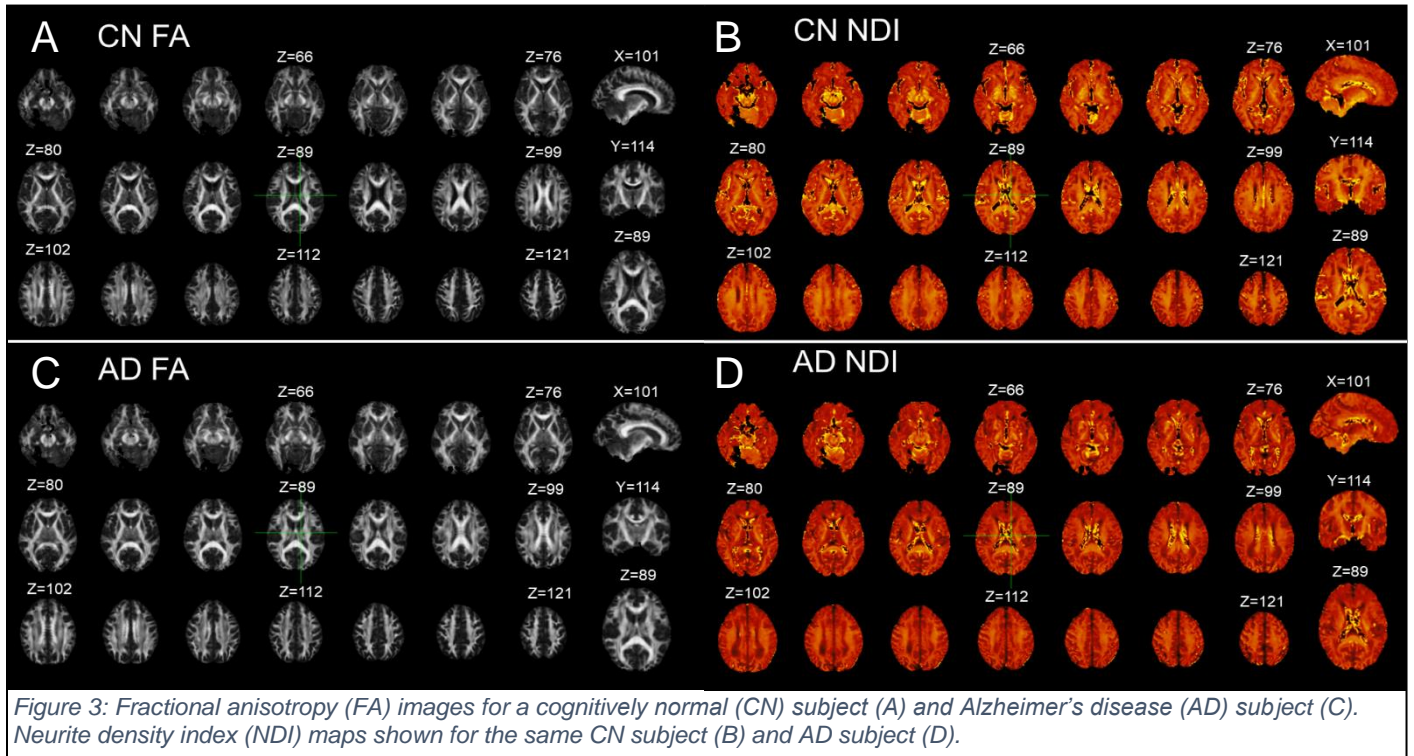 A CN FA
Z=66 Z=76
Z=80 Z=89 Z=99 Y=114
Z=102 Z=112 Z=121 Z=89
B CN NDI
Z=66 Z=76 X=101
Z=80 Z=89 Z=99 Y=114
Z=102 Z=112 Z=121 Z=89
C AD FA
Z=66 Z=76 X=101
Z=80 Z=89 Z=99 Y=114
Z=102 Z=112 Z=121 Z=89
D AD NDI
Z=66 Z=76 X=101
Z=80 Z=89 Z=99 Y=114
Z=102 Z=112 Z=121 Z=89
Figure 3: Fractional anisotropy (FA) images for a cognitively normal (CN) subject (A) and Alzheimer’s disease (AD) subject (C).
Neurite density index (NDI) maps shown for the same CN subject (B) and AD subject (D).